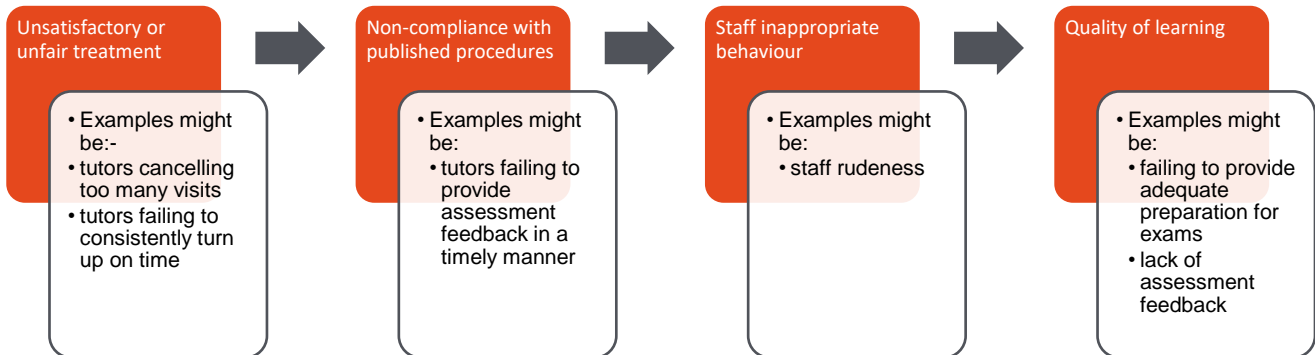 Unsatisfactory or
unfair treatment
• Examples might
be:-
• tutors cancelling
too many visits
• tutors failing to
consistently turn
up on time
Non-compliance with
published procedures
• Examples might
be:
• tutors failing to
provide
assessment
feedback in a
timely manner
Staff inappropriate
behaviour
• Examples might
be:
• staff rudeness
Quality of learning
• Examples might
be:
• failing to provide
adequate
preparation for
exams
• lack of
assessment
feedback